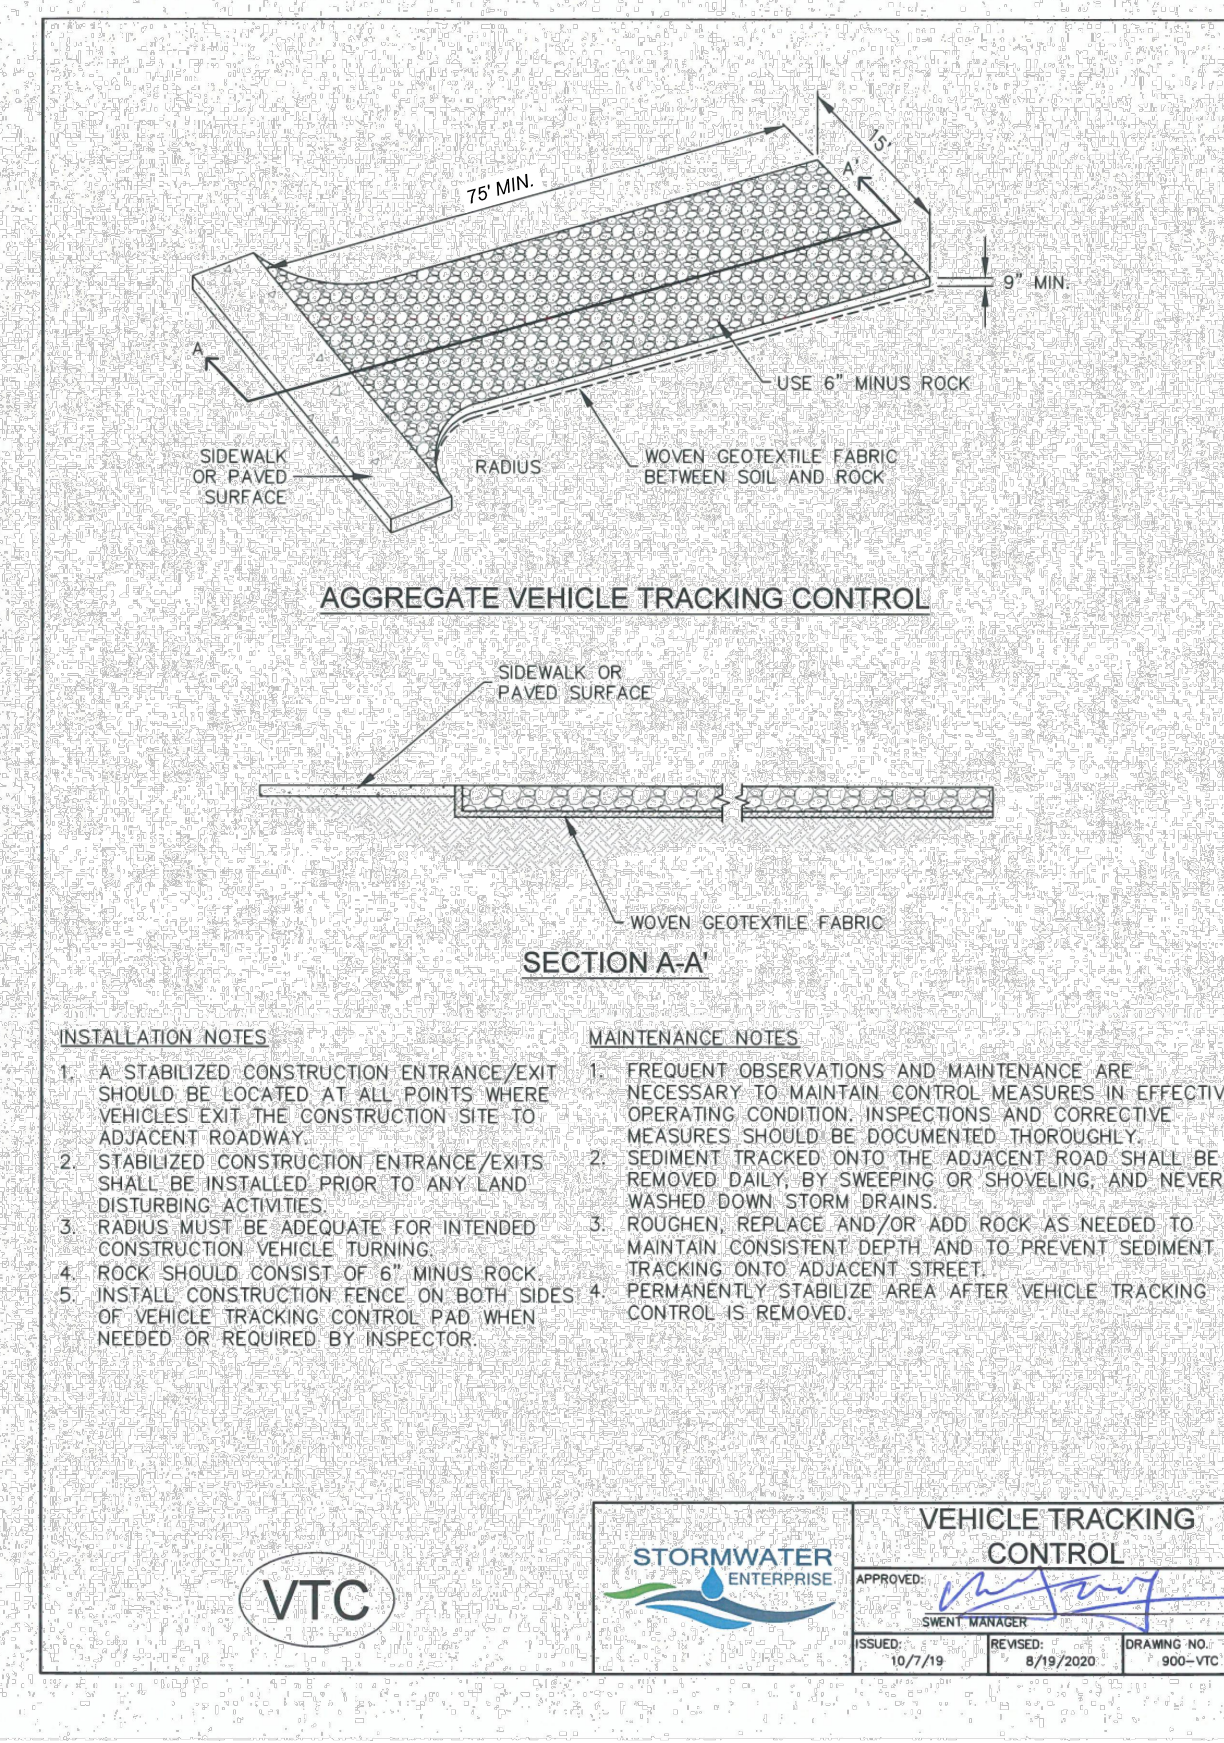 15'
A'
75' MIN.
9" MIN.
A
USE 6" MINUS ROCK
SIDEWALK
OR PAVED
SURFACE
RADIUS
WOVEN GEOTEXTILE FABRIC
BETWEEN SOIL AND ROCK
AGGREGATE VEHICLE TRACKING CONTROL
SIDEWALK OR
PAVED SURFACE
WOVEN GEOTEXTILE FABRIC
SECTION A-A'
INSTALLATION NOTES
1. A STABILIZED CONSTRUCTION ENTRANCE/EXIT
SHOULD BE LOCATED AT ALL POINTS WHERE
VEHICLES EXIT THE CONSTRUCTION SITE TO
ADJACENT ROADWAY.
2. STABILIZED CONSTRUCTION ENTRANCE/EXITS
SHALL BE INSTALLED PRIOR TO ANY LAND
DISTURBING ACTIVITIES.
3. RADIUS MUST BE ADEQUATE FOR INTENDED
CONSTRUCTION VEHICLE TURNING.
4. ROCK SHOULD CONSIST OF 6" MINUS ROCK.
5. INSTALL CONSTRUCTION FENCE ON BOTH SIDES
OF VEHICLE TRACKING CONTROL PAD WHEN
NEEDED OR REQUIRED BY INSPECTOR.
MAINTENANCE NOTES
1. FREQUENT OBSERVATIONS AND MAINTENANCE ARE
NECESSARY TO MAINTAIN CONTROL MEASURES IN EFFECTIV
OPERATING CONDITION. INSPECTIONS AND CORRECTIVE
MEASURES SHOULD BE DOCUMENTED THOROUGHLY.
2. SEDIMENT TRACKED ONTO THE ADJACENT ROAD SHALL BE
REMOVED DAILY, BY SWEEPING OR SHOVELING, AND NEVER
WASHED DOWN STORM DRAINS.
3. ROUGHEN, REPLACE AND/OR ADD ROCK AS NEEDED TO
MAINTAIN CONSISTENT DEPTH AND TO PREVENT SEDIMENT
TRACKING ONTO ADJACENT STREET.
4. PERMANENTLY STABILIZE AREA AFTER VEHICLE TRACKING
CONTROL IS REMOVED.
VTC
STORMWATER
ENTERPRISE
VEHICLE TRACKING
CONTROL
APPROVED:
SWENT MANAGER
ISSUED:
10/7/19
REVISED:
8/19/2020
DRAWING NO.
900-VTC